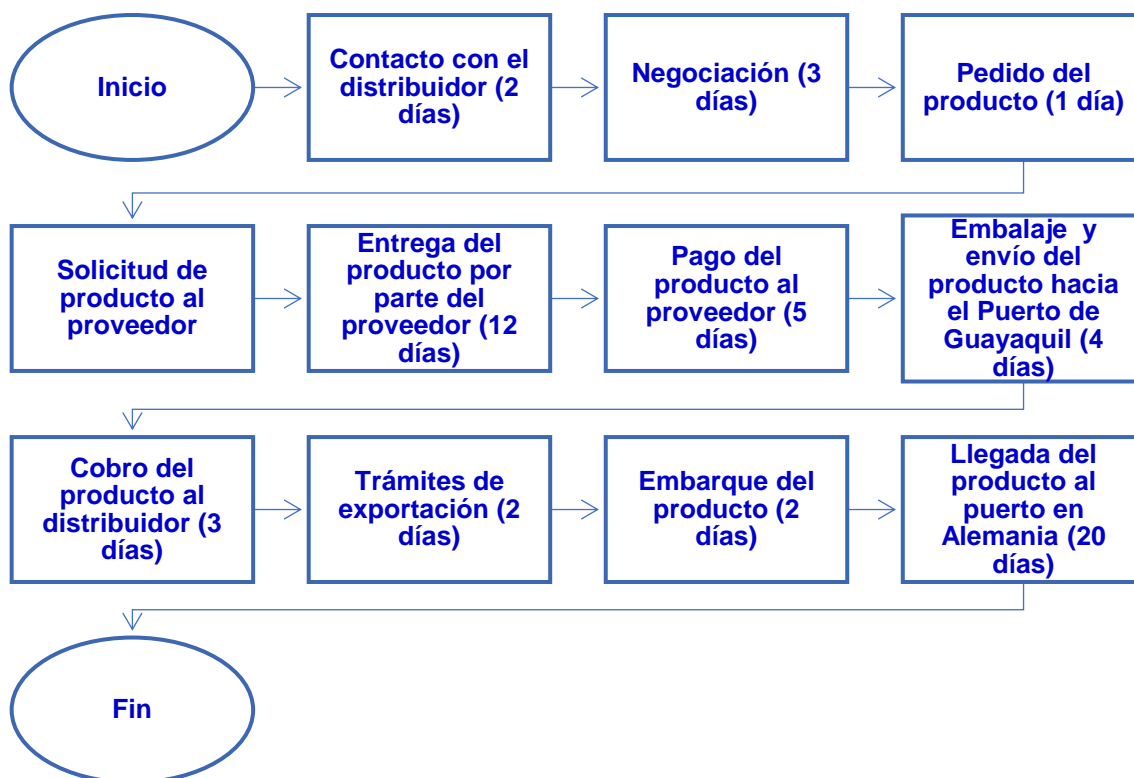 Inicio
Contacto con el
distribuidor (2
días)
Negociación (3
días)
Pedido del
producto (1 día)
Solicitud de
producto al
proveedor
Entrega del
producto por
parte del
proveedor (12
días)
Pago del
producto al
proveedor (5
días)
Embalaje y
envío del
producto hacia
el Puerto de
Guayaquil (4
días)
Cobro del
producto al
distribuidor (3
días)
Trámites de
exportación (2
días)
Embarque del
producto (2
días)
Llegada del
producto al
puerto en
Alemania (20
días)
Fin